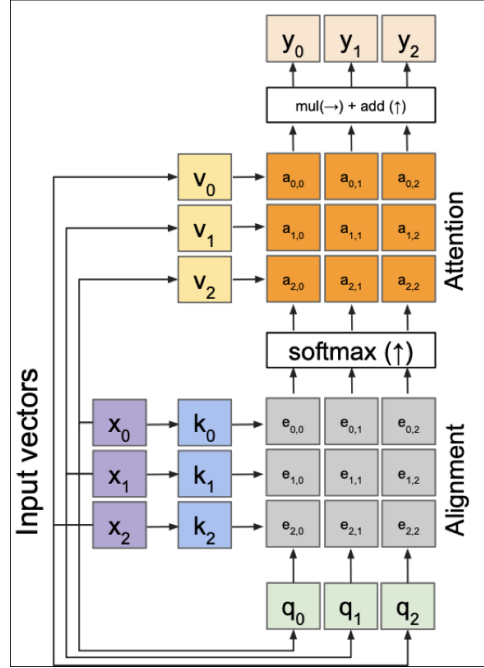 y0 y1 y2
mul(→) + add (↑)
v0 a0,0 a0,1 a0,2
v1 a1,0 a1,1 a1,2
v2 a2,0 a2,1 a2,2
Attention
softmax (↑)
Input vectors
x0 k0 e0,0 e0,1 e0,2
x1 k1 e1,0 e1,1 e1,2
x2 k2 e2,0 e2,1 e2,2
Alignment
q0 q1 q2